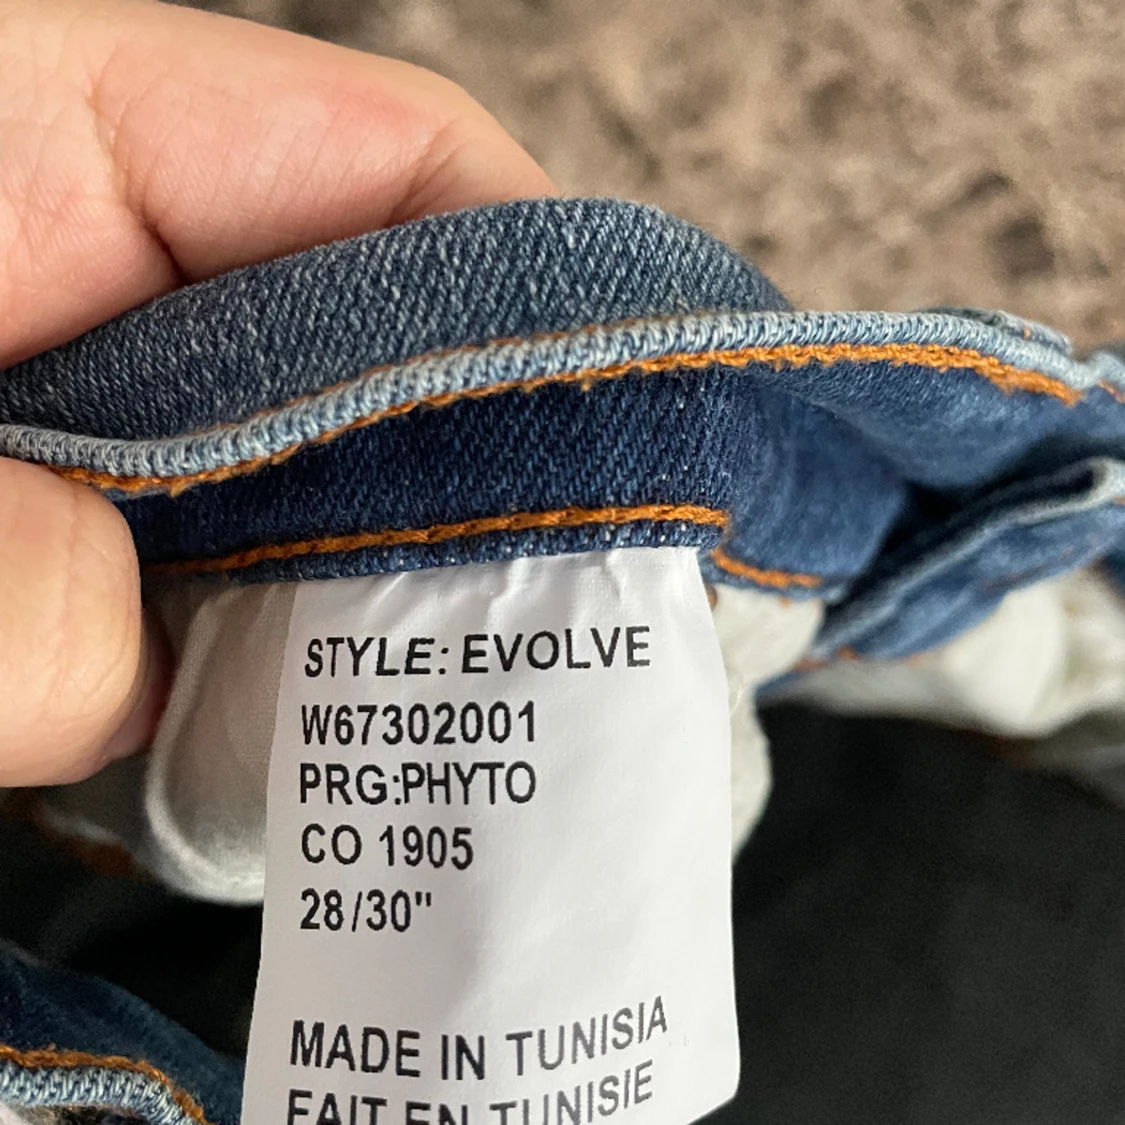 STYLE: EVOLVE
W67302001
PRG:PHYTO
CO 1905
28/30"
MADE IN TUNISIA
FAIT EN TUNISIE